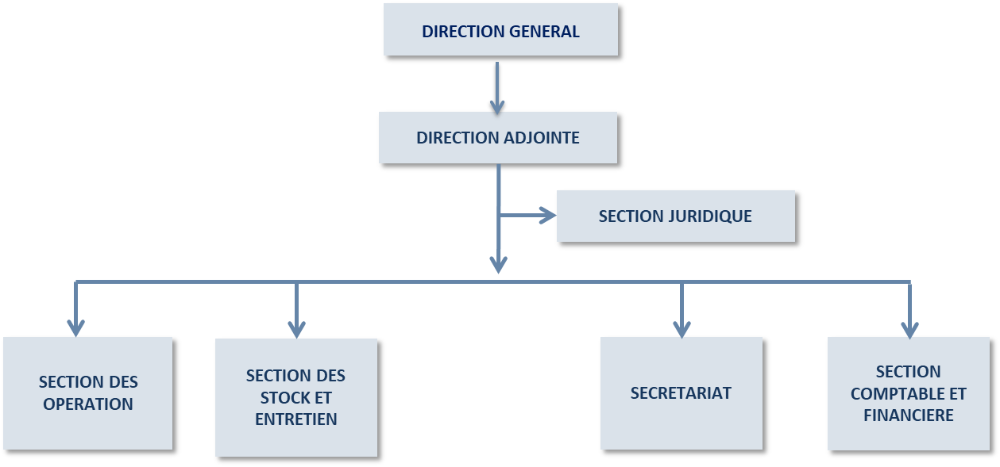 DIRECTION GENERAL
DIRECTION ADJOINTE
SECTION JURIDIQUE
SECTION DES
OPERATION
SECTION DES
STOCK ET
ENTRETIEN
SECRETARIAT
SECTION
COMPTABLE ET
FINANCIERE